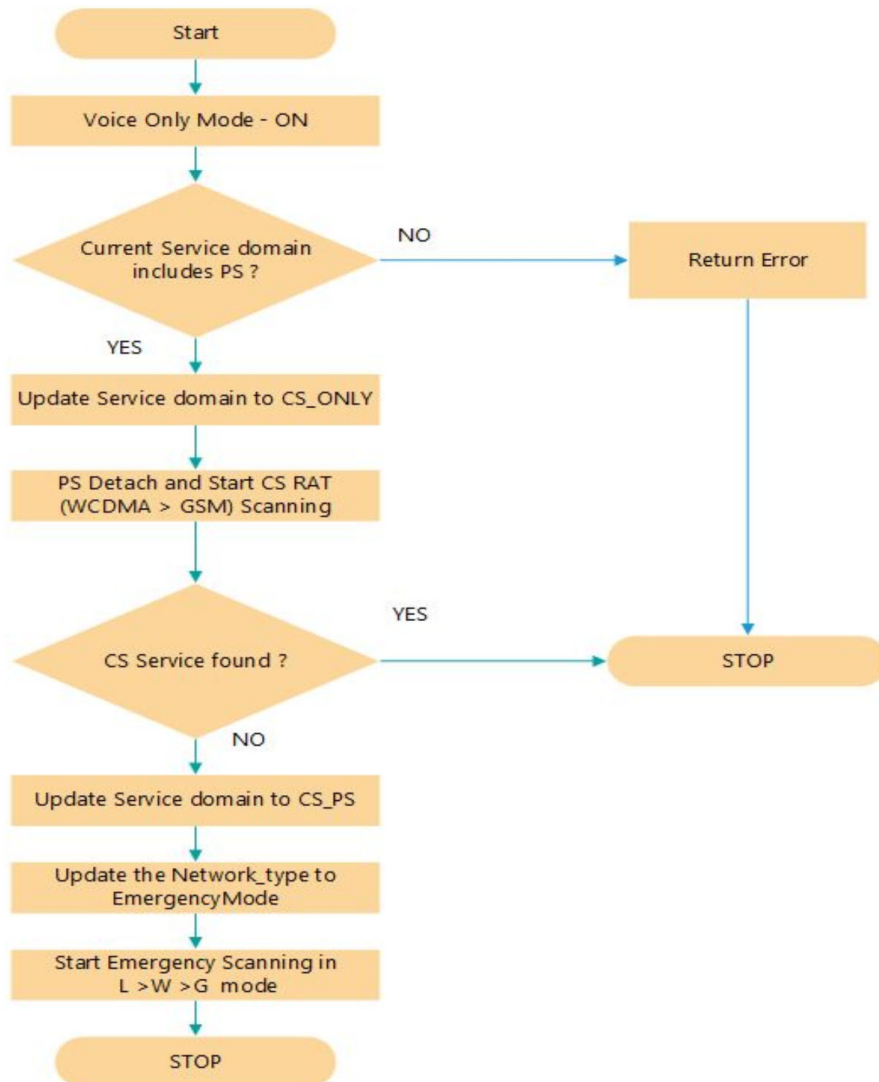 Start
Voice Only Mode - ON
Current Service domain
includes PS ?
NO
Return Error
YES
Update Service domain to CS_ONLY
PS Detach and Start CS RAT
(WCDMA > GSM) Scanning
CS Service found ?
YES
STOP
NO
Update Service domain to CS_PS
Update the Network_type to
EmergencyMode
Start Emergency Scanning in
L >W >G mode
STOP